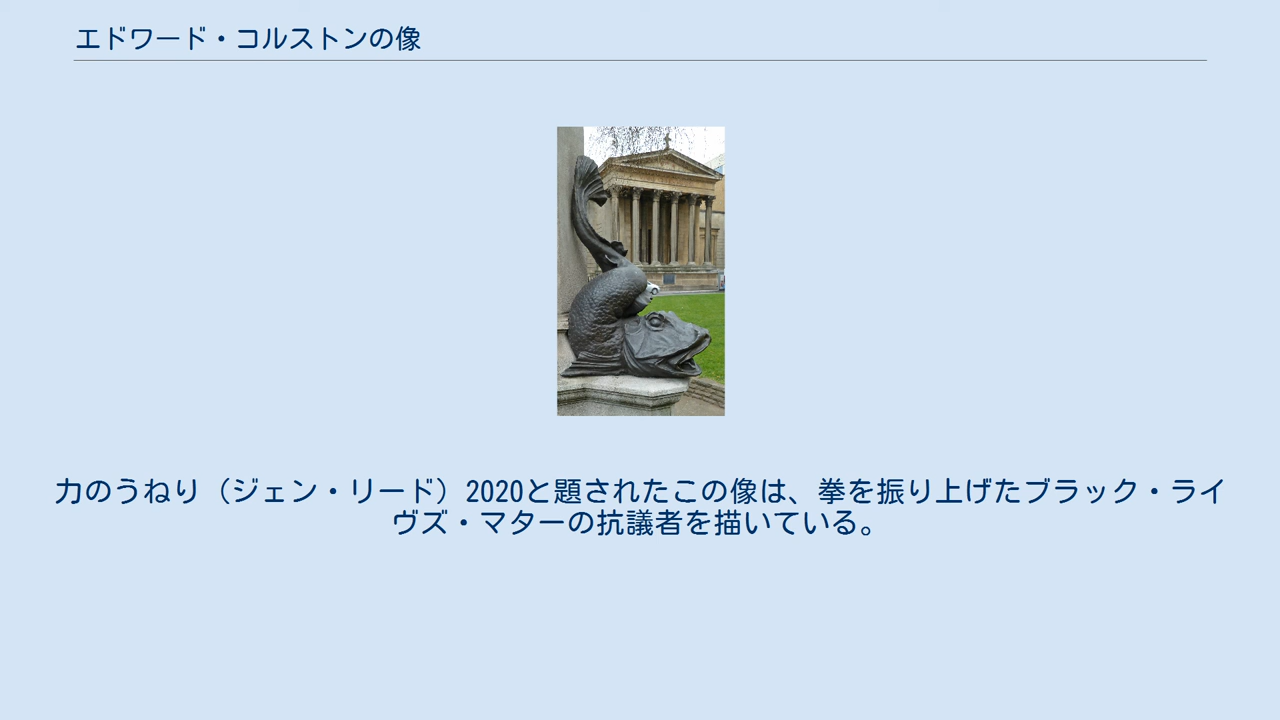 エドワード・コルストンの像
力のうねり（ジェン・リード）2020と題されたこの像は、拳を振り上げたブラック・ライ
ヴズ・マターの抗議者を描いている。